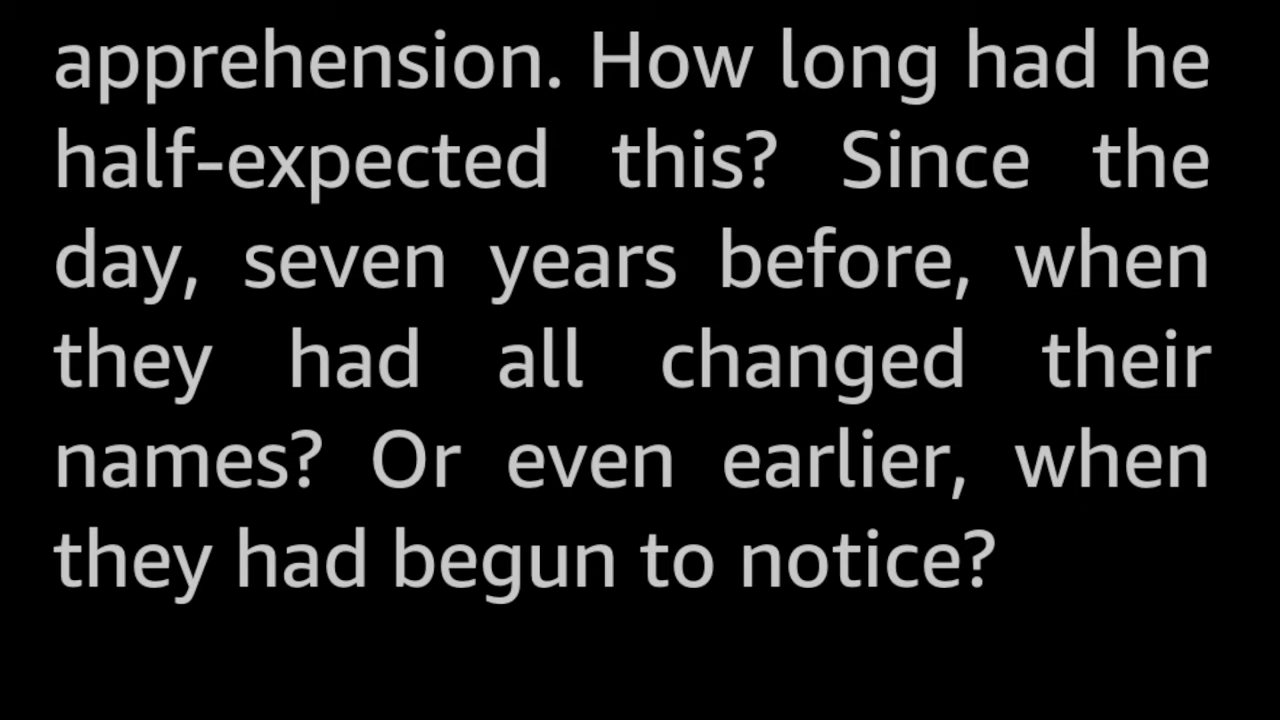 apprehension. How long had he
half-expected this? Since the
day, seven years before, when
they had all changed their
names? Or even earlier, when
they had begun to notice?